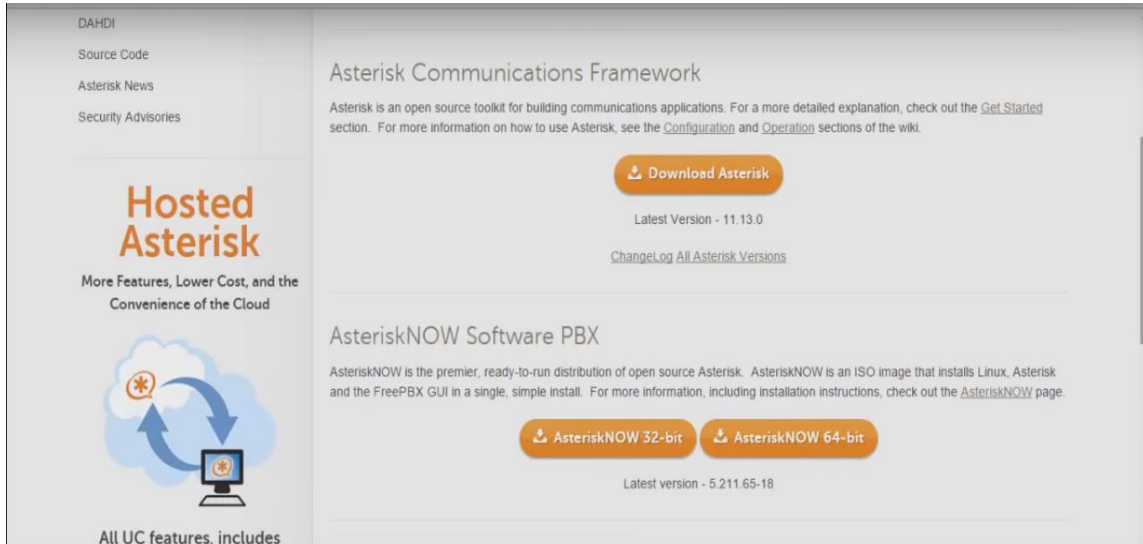 DAHDI
Source Code
Asterisk News
Security Advisories
Hosted
Asterisk
More Features, Lower Cost, and the
Convenience of the Cloud
All UC features, includes
Asterisk Communications Framework
Asterisk is an open source toolkit for building communications applications. For a more detailed explanation, check out the Get Started
section. For more information on how to use Asterisk, see the Configuration and Operation sections of the wiki.
Download Asterisk
Latest Version - 11.13.0
ChangeLog All Asterisk Versions
AsteriskNOW Software PBX
AsteriskNOW is the premier, ready-to-run distribution of open source Asterisk. AsteriskNOW is an ISO image that installs Linux, Asterisk
and the FreePBX GUI in a single, simple install. For more information, including installation instructions, check out the AsteriskNOW page.
AsteriskNOW 32-bit
AsteriskNOW 64-bit
Latest version - 5.211.65-18